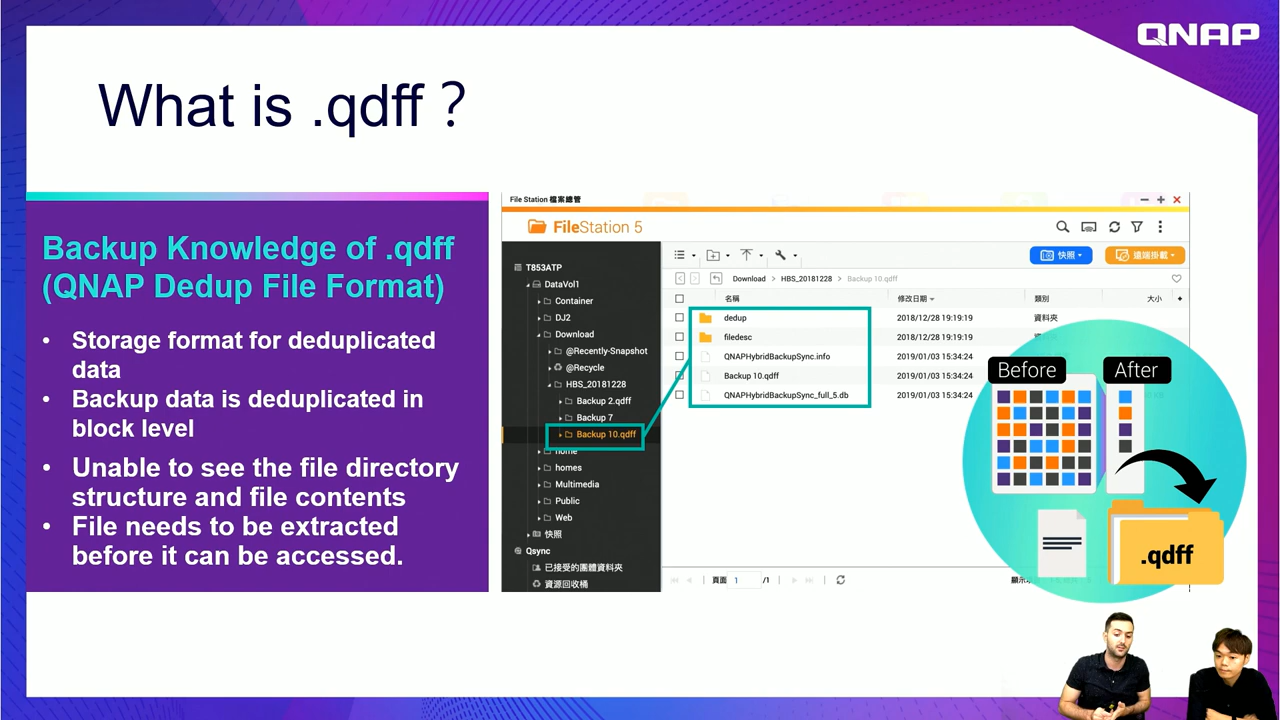 QNAP
What is .qdff？
Backup Knowledge of .qdff
(QNAP Dedup File Format)
• Storage format for deduplicated
data
• Backup data is deduplicated in
block level
• Unable to see the file directory
structure and file contents
• File needs to be extracted
before it can be accessed.
File Station 檔案總管
FileStation 5
T853ATP
DataVol1
Container
DJ2
Download
@Recently-Snapshot
@Recycle
HBS_20181228
Backup 2.qdff
Backup 7
Backup 10.qdff
home
homes
Multimedia
Public
Web
快照
Qsync
已接受的團體資料夾
資源回收桶
快照
遠端掛載
Download > HBS_20181228 > Backup 10.qdff
名稱 修改日期 類別 大小
dedup 2018/12/28 19:19:19 資料夾
filedesc 2018/12/28 19:19:19
QNAPHybridBackupSync.info 2019/01/03 15:34:24
Backup 10.qdff 2019/01/03 15:34:24
QNAPHybridBackupSync_full_5.db 2019/01/03 15:34:24
頁面 1 /1
Before
After
.qdff